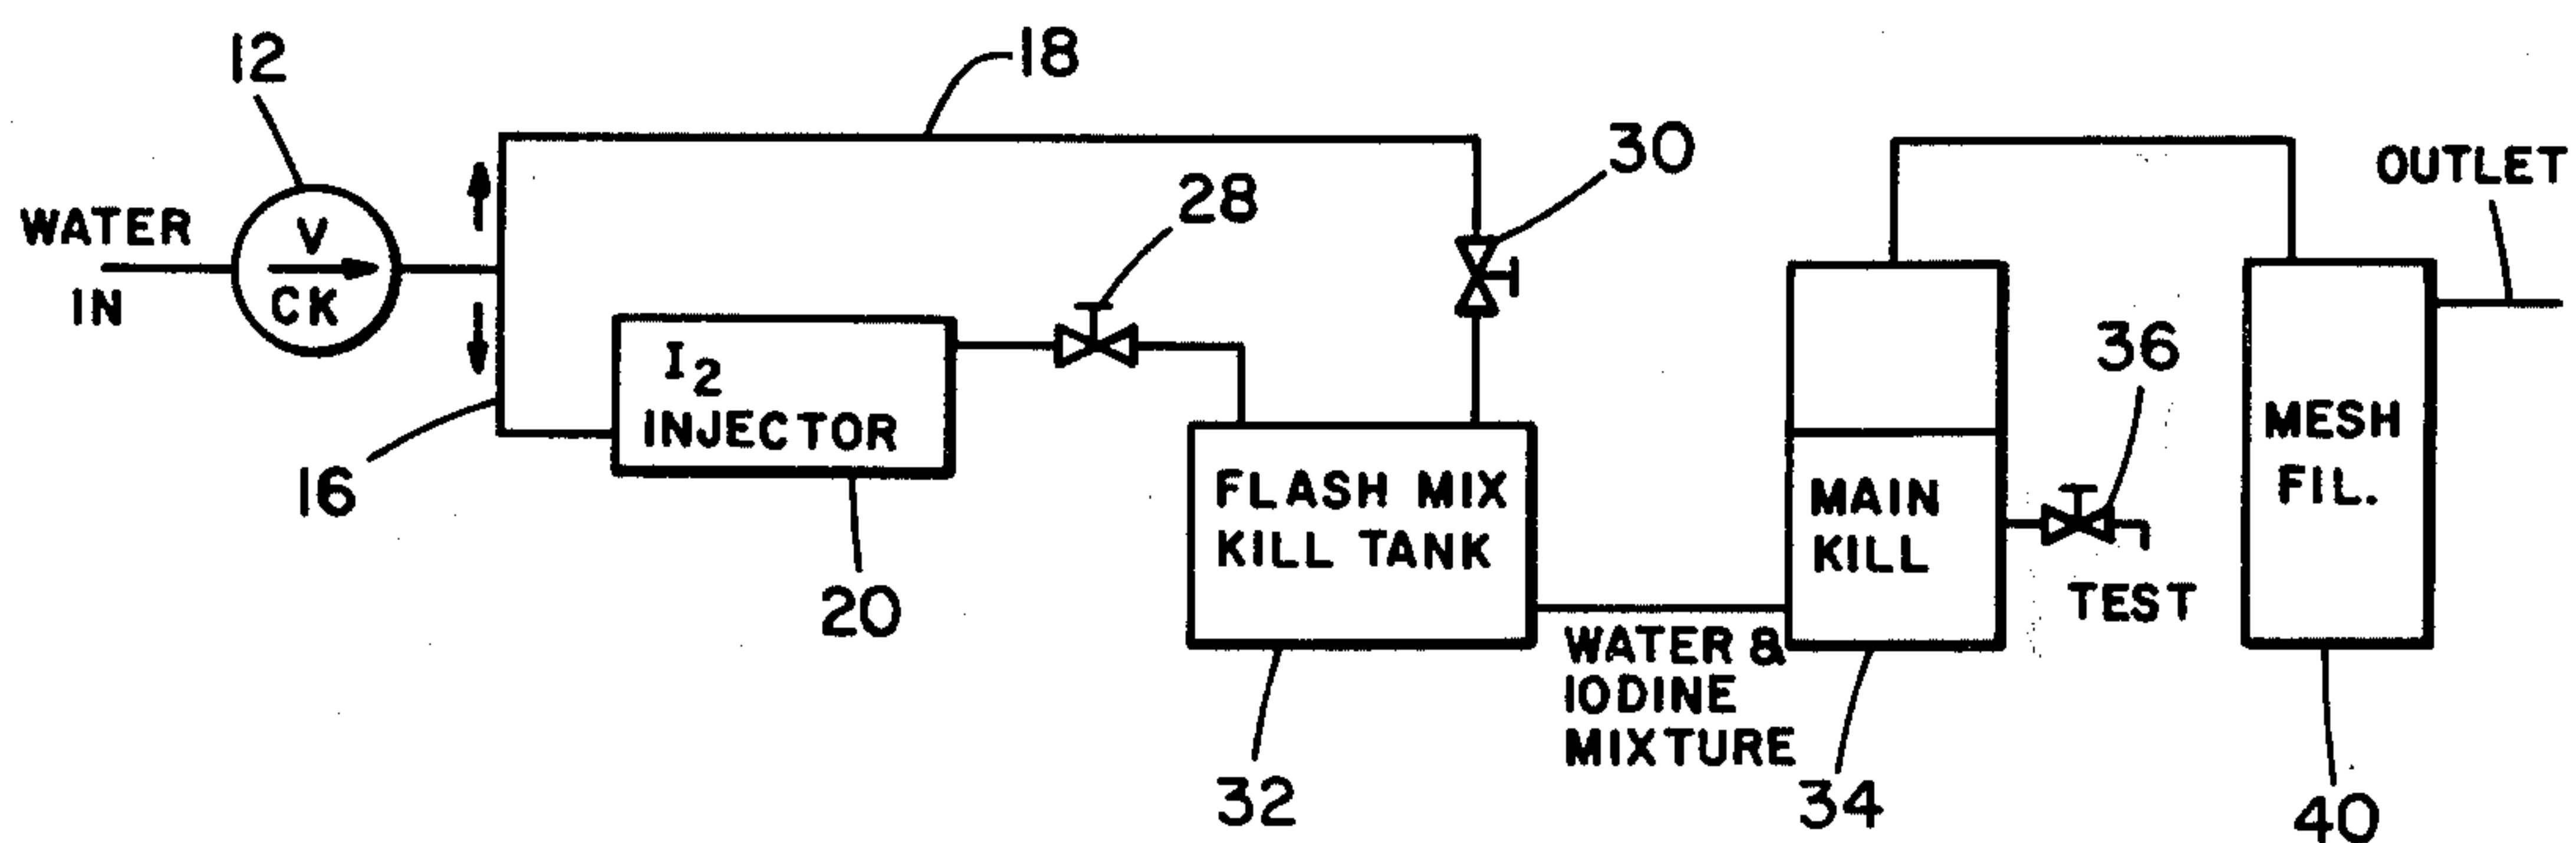 12
18
WATER
IN
V
CK
30
28
OUTLET
16
I2
INJECTOR
20
FLASH MIX
KILL TANK
32
WATER &
IODINE
MIXTURE
MAIN
KILL
34
36
TEST
MESH
FIL.
40